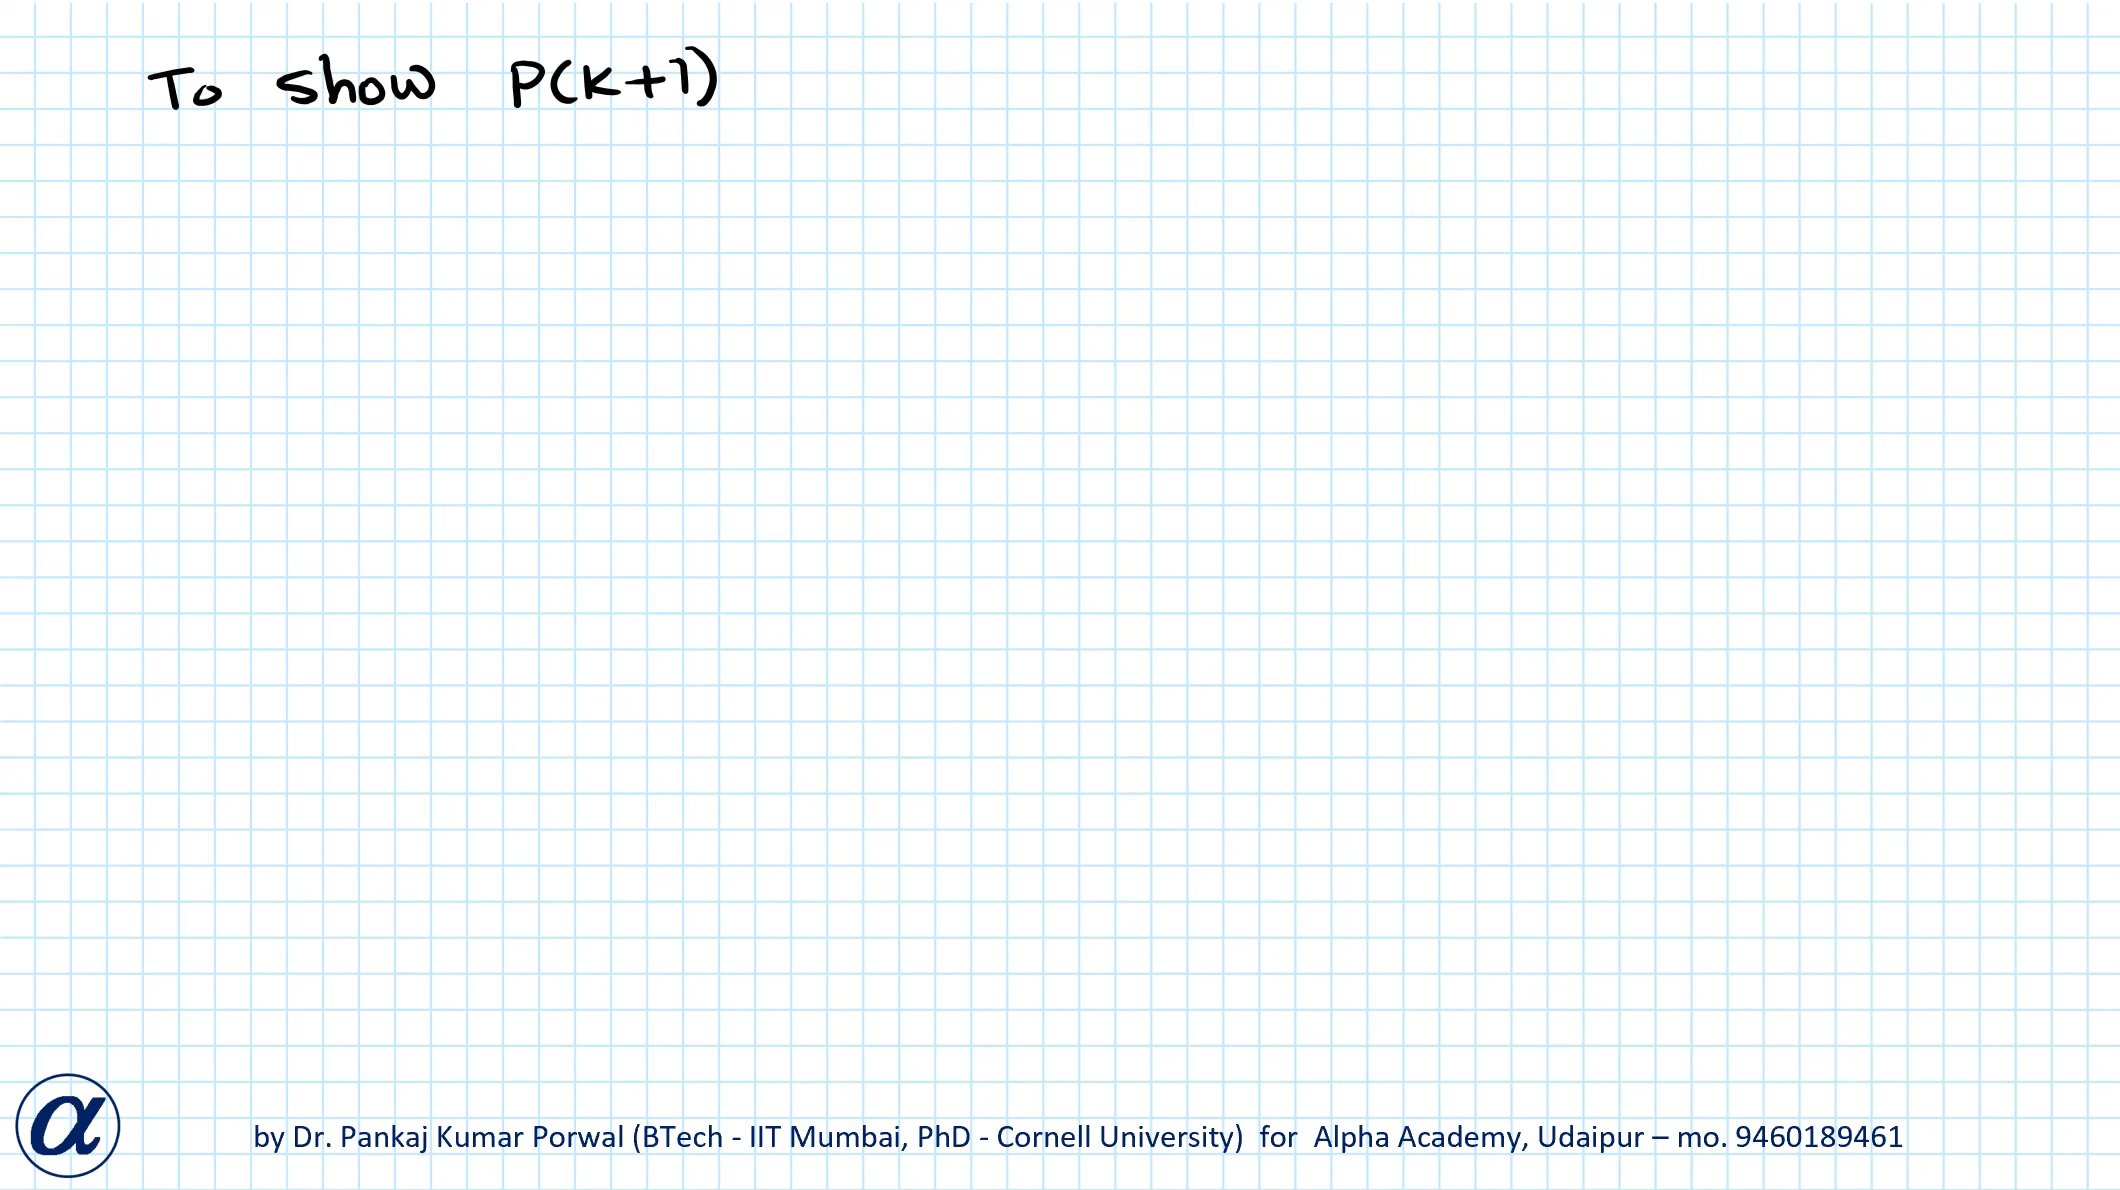 To show P(K+1)
α
by Dr. Pankaj Kumar Porwal (BTech - IIT Mumbai, PhD - Cornell University) for Alpha Academy, Udaipur – mo. 9460189461